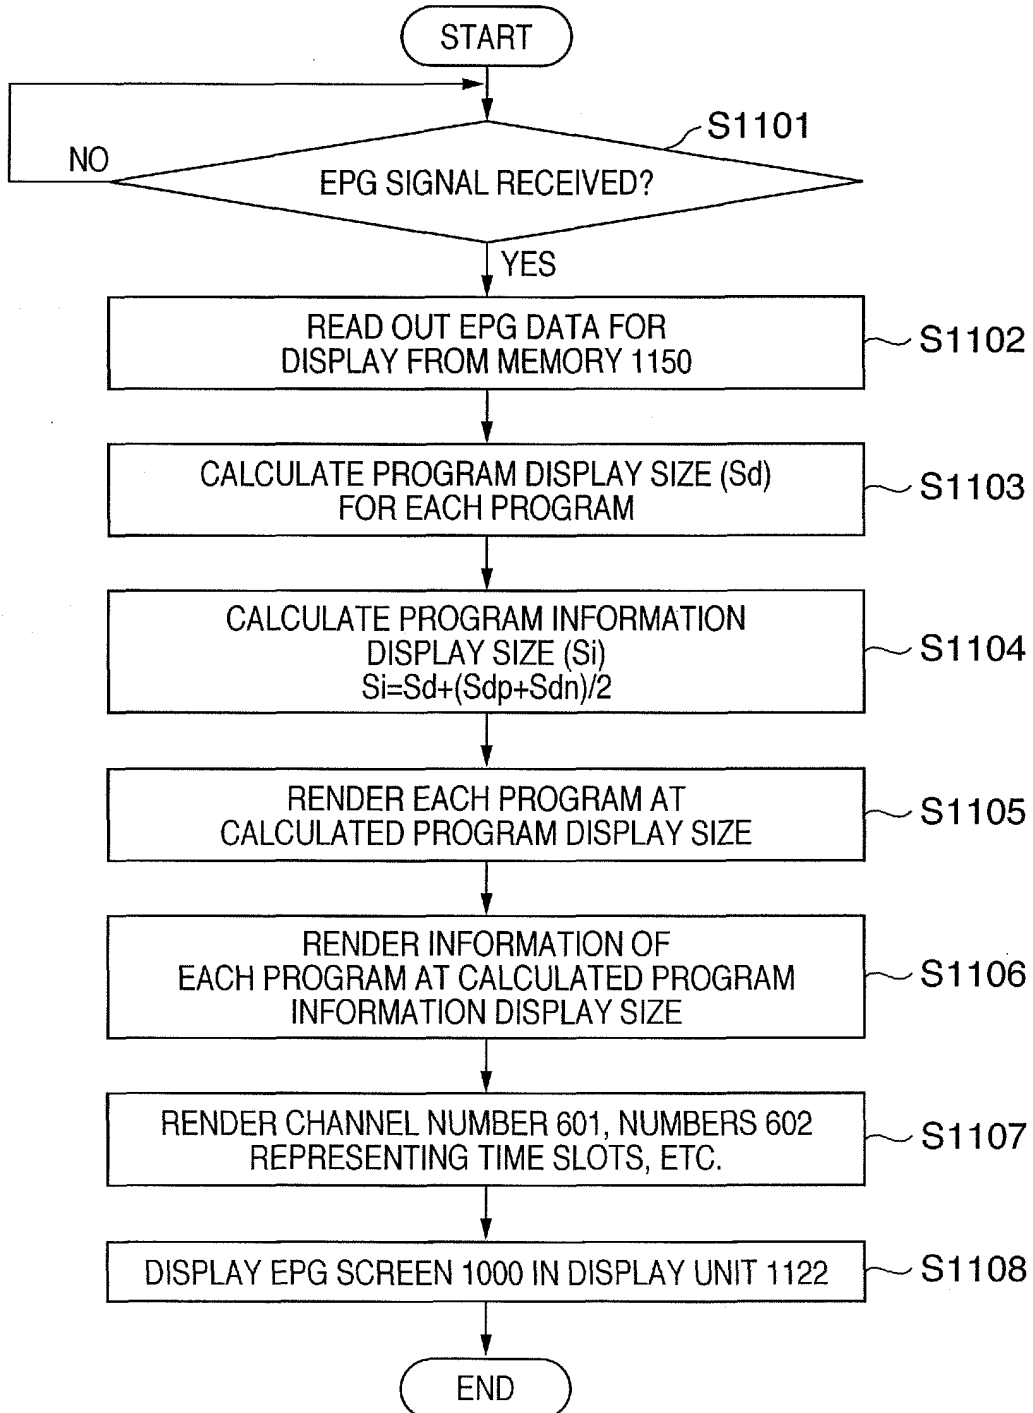 START
S1101
NO
EPG SIGNAL RECEIVED?
YES
READ OUT EPG DATA FOR
DISPLAY FROM MEMORY 1150
S1102
CALCULATE PROGRAM DISPLAY SIZE (Sd)
FOR EACH PROGRAM
S1103
CALCULATE PROGRAM INFORMATION
DISPLAY SIZE (Si)
Si=Sd+(Sdp+Sdn)/2
S1104
RENDER EACH PROGRAM AT
CALCULATED PROGRAM DISPLAY SIZE
S1105
RENDER INFORMATION OF
EACH PROGRAM AT CALCULATED PROGRAM
INFORMATION DISPLAY SIZE
S1106
RENDER CHANNEL NUMBER 601, NUMBERS 602
REPRESENTING TIME SLOTS, ETC.
S1107
DISPLAY EPG SCREEN 1000 IN DISPLAY UNIT 1122
S1108
END